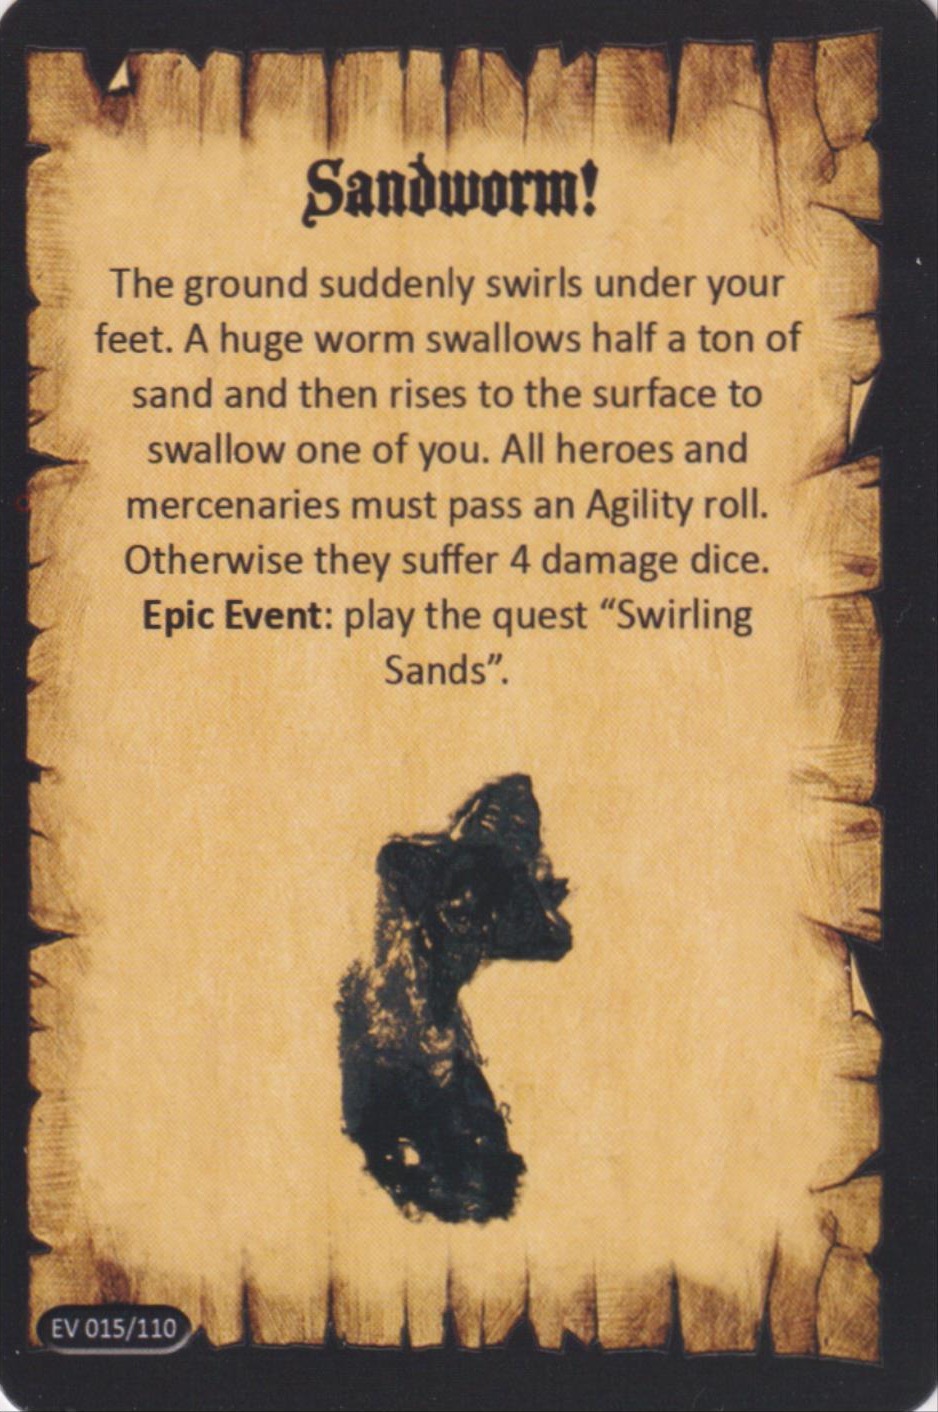 Sandworm!
The ground suddenly swirls under your
feet. A huge worm swallows half a ton of
sand and then rises to the surface to
swallow one of you. All heroes and
mercenaries must pass an Agility roll.
Otherwise they suffer 4 damage dice.
Epic Event: play the quest “Swirling
Sands”.
EV 015/110